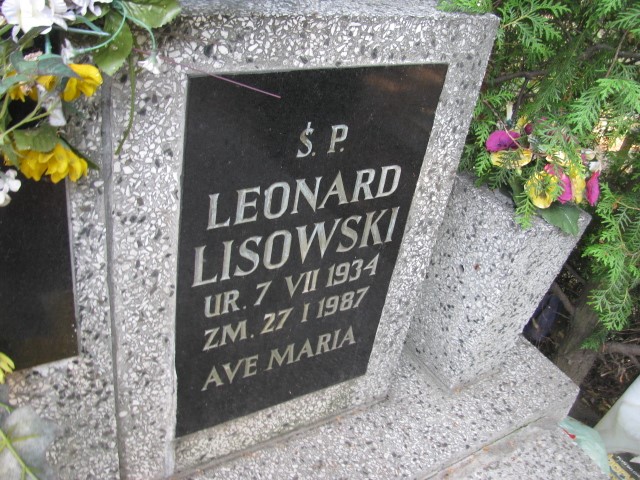 Ś. P.
LEONARD
LISOWSKI
UR. 7 VII 1934
ZM. 27 I 1987
AVE MARIA